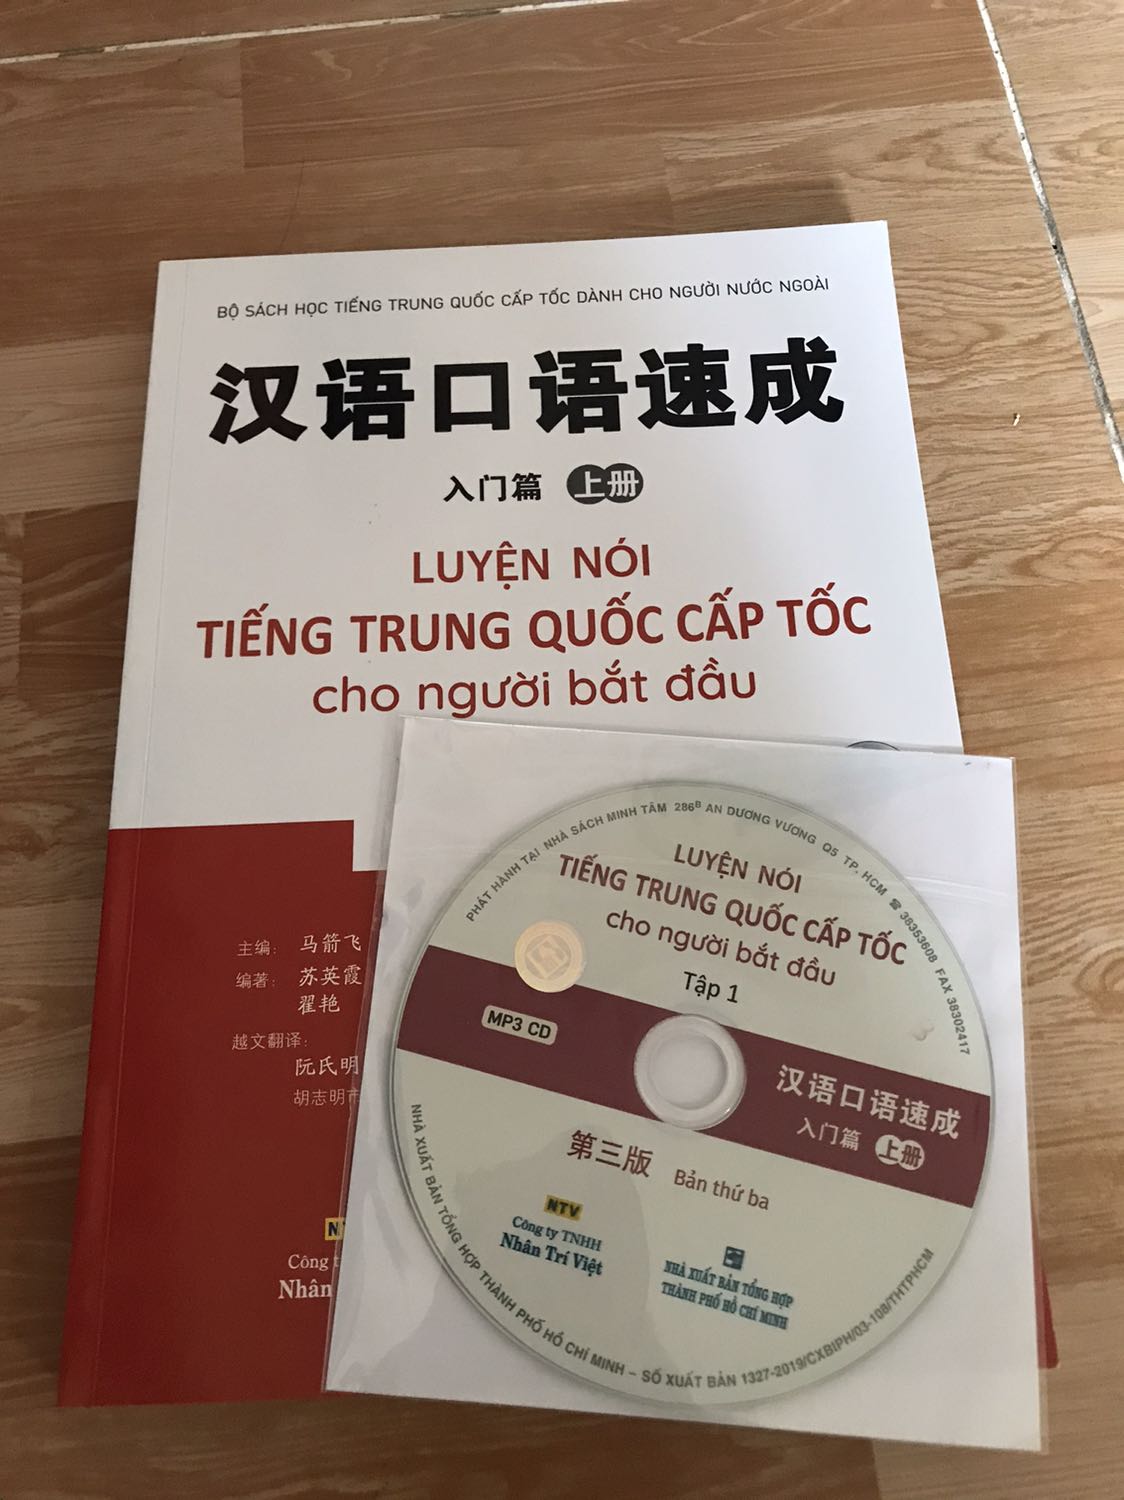 BỘ SÁCH HỌC TIẾNG TRUNG QUỐC CẤP TỐC DÀNH CHO NGƯỜI NƯỚC NGOÀI
汉语口语速成
入门篇 上册
LUYỆN NÓI
TIẾNG TRUNG QUỐC CẤP TỐC
cho người bắt đầu
主编: 马箭飞
编著: 苏英霞
翟艳
越文翻译:
阮氏明
胡志明市
Công
Nhân
PHÁT HÀNH TẠI NHÀ SÁCH MINH TÂM 286B AN DƯƠNG VƯƠNG Q5 TP. HCM ☎ 38353608 FAX 38302417
LUYỆN NÓI
TIẾNG TRUNG QUỐC CẤP TỐC
cho người bắt đầu
Tập 1
MP3 CD
汉语口语速成
入门篇 上册
第三版 Bản thứ ba
NTV
Công ty TNHH
Nhân Trí Việt
NHÀ XUẤT BẢN TỔNG HỢP
THÀNH PHỐ HỒ CHÍ MINH
NHÀ XUẤT BẢN TỔNG HỢP THÀNH PHỐ HỒ CHÍ MINH – SỐ XUẤT BẢN 1327-2019/CXBIPH/03-108/THTPHCM